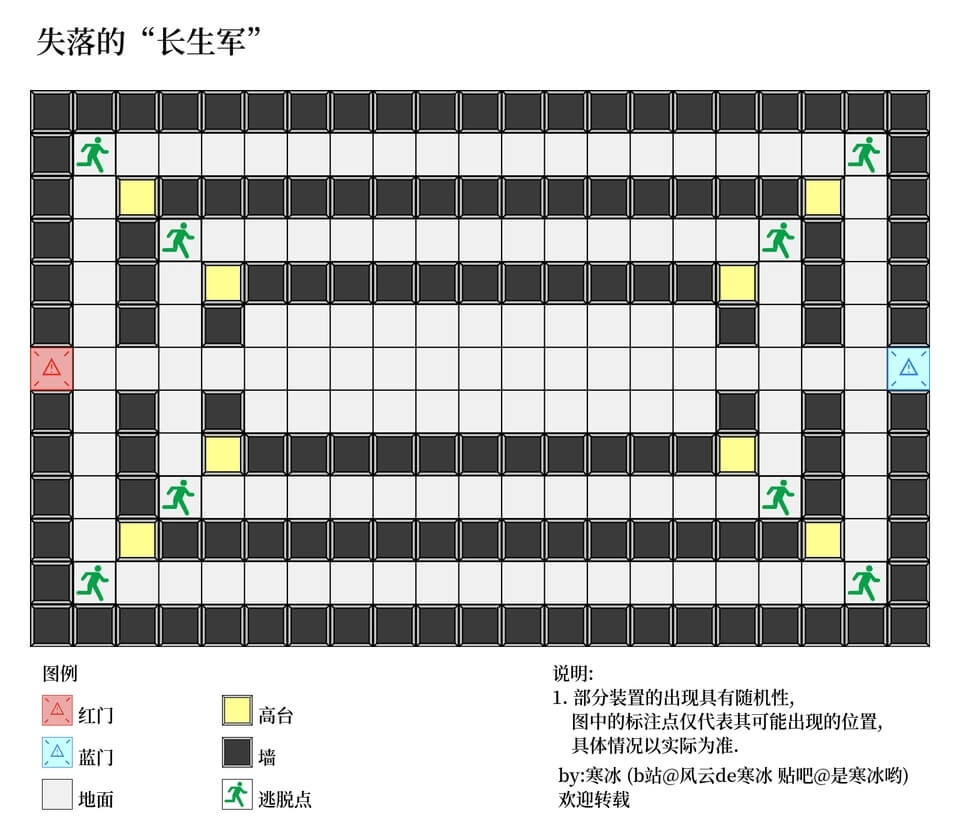 失落的“长生军”
图例
红门
蓝门
地面
高台
墙
逃脱点
说明:
1. 部分装置的出现具有随机性,
图中的标注点仅代表其可能出现的位置,
具体情况以实际为准.
by:寒冰 (b站@风云de寒冰 贴吧@是寒冰哟)
欢迎转载